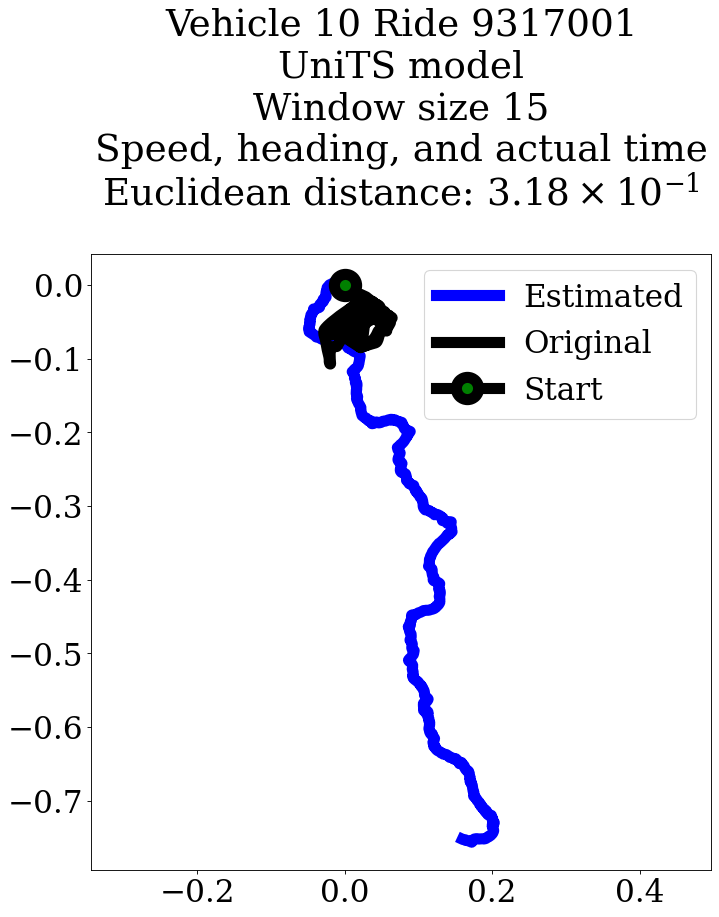 Vehicle 10 Ride 9317001
UniTS model
Window size 15
Speed, heading, and actual time
Euclidean distance: 3.18 × 10⁻¹
Estimated
Original
Start
0.0
−0.1
−0.2
−0.3
−0.4
−0.5
−0.6
−0.7
−0.2 0.0 0.2 0.4